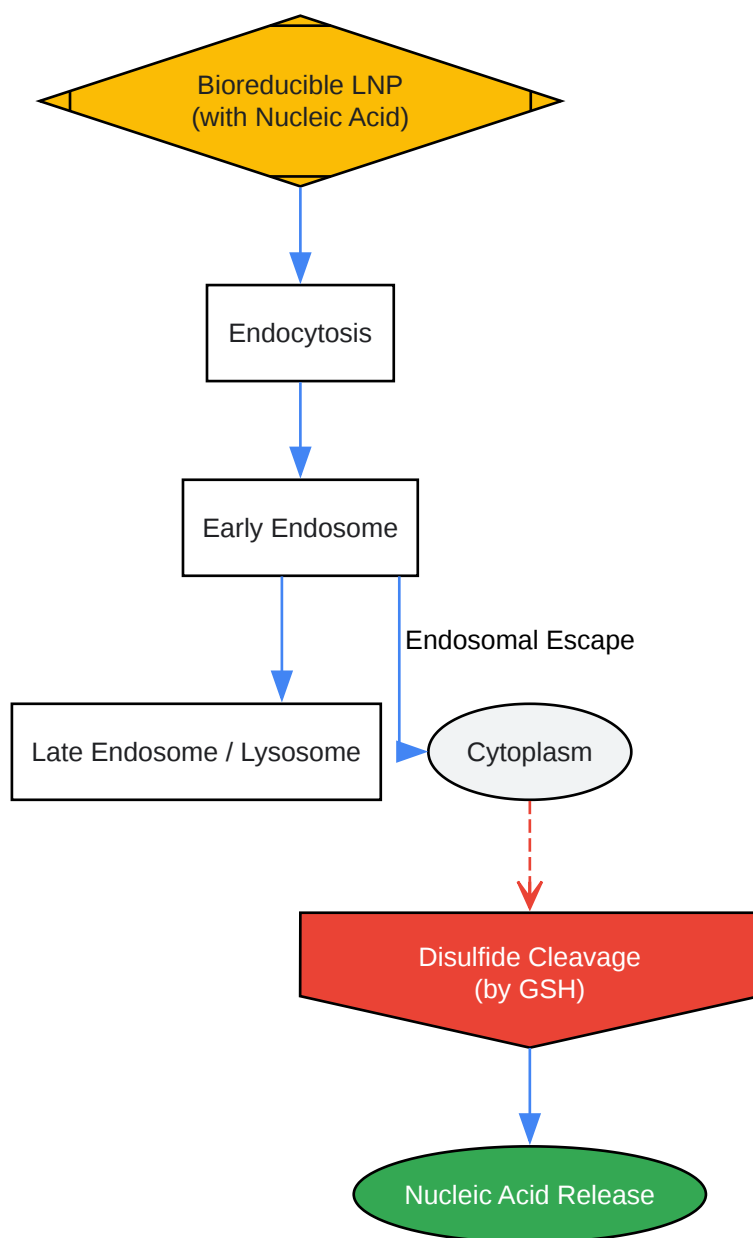 Bioreducible LNP
(with Nucleic Acid)
Endocytosis
Early Endosome
Endosomal Escape
Late Endosome / Lysosome
Cytoplasm
Disulfide Cleavage
(by GSH)
Nucleic Acid Release